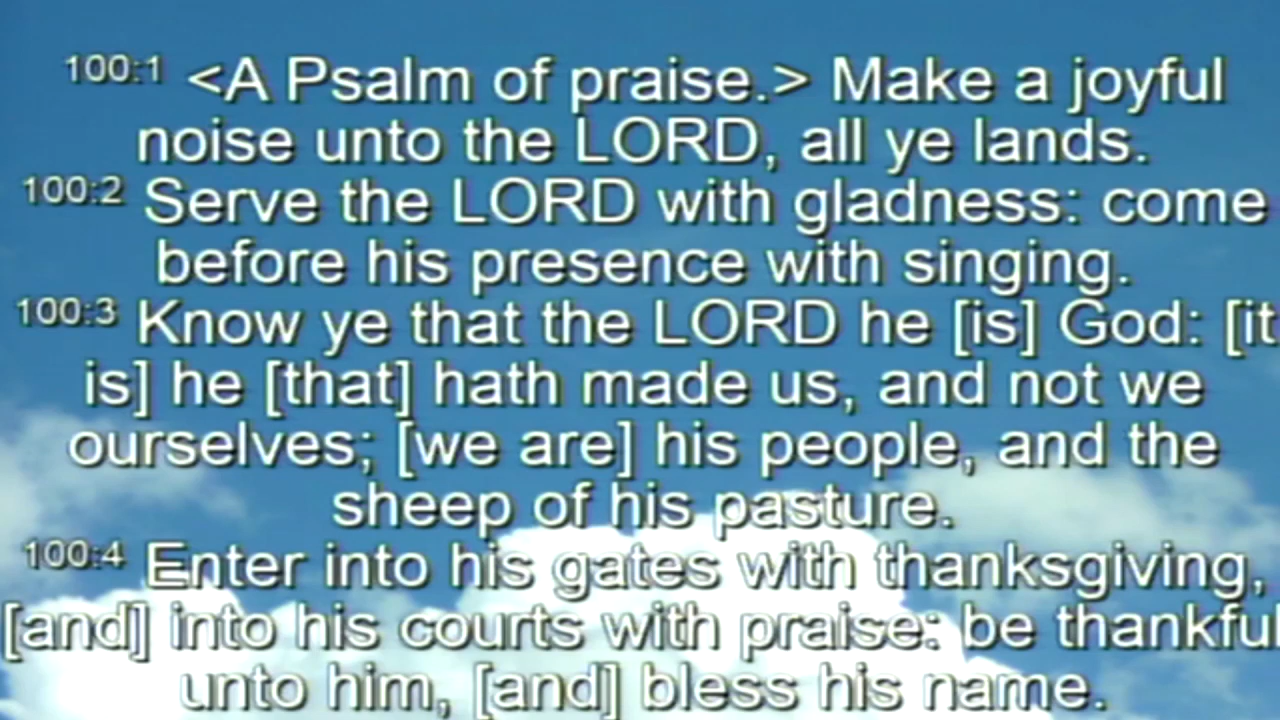 100:1 <A Psalm of praise.> Make a joyful
noise unto the LORD, all ye lands.
100:2 Serve the LORD with gladness: come
before his presence with singing.
100:3 Know ye that the LORD he [is] God: [it
is] he [that] hath made us, and not we
ourselves; [we are] his people, and the
sheep of his pasture.
100:4 Enter into his gates with thanksgiving,
[and] into his courts with praise: be thankful
unto him, [and] bless his name.